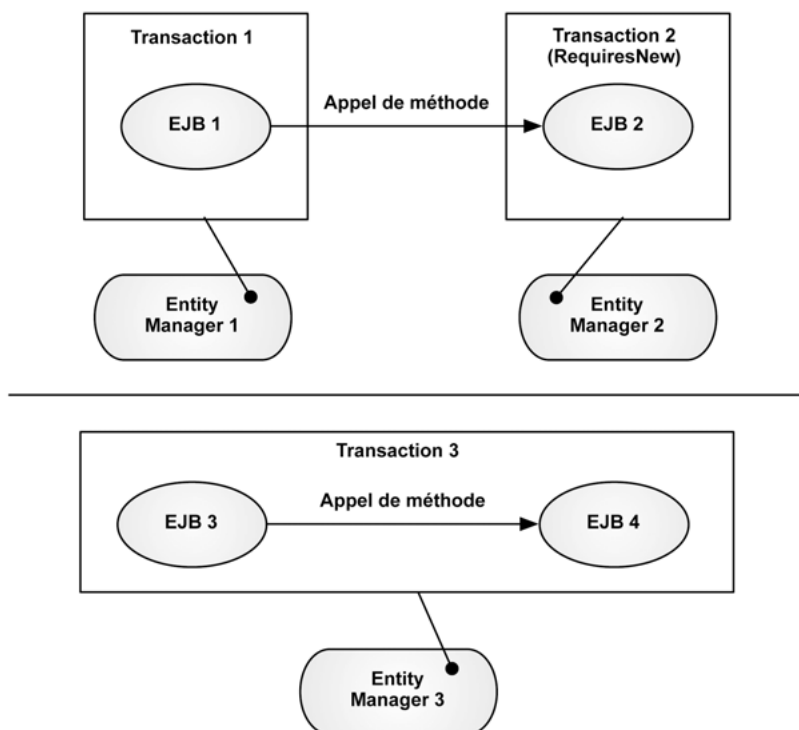 Transaction 1
Transaction 2
(RequiresNew)
Appel de méthode
EJB 1
EJB 2
Entity
Manager 1
Entity
Manager 2
Transaction 3
Appel de méthode
EJB 3
EJB 4
Entity
Manager 3